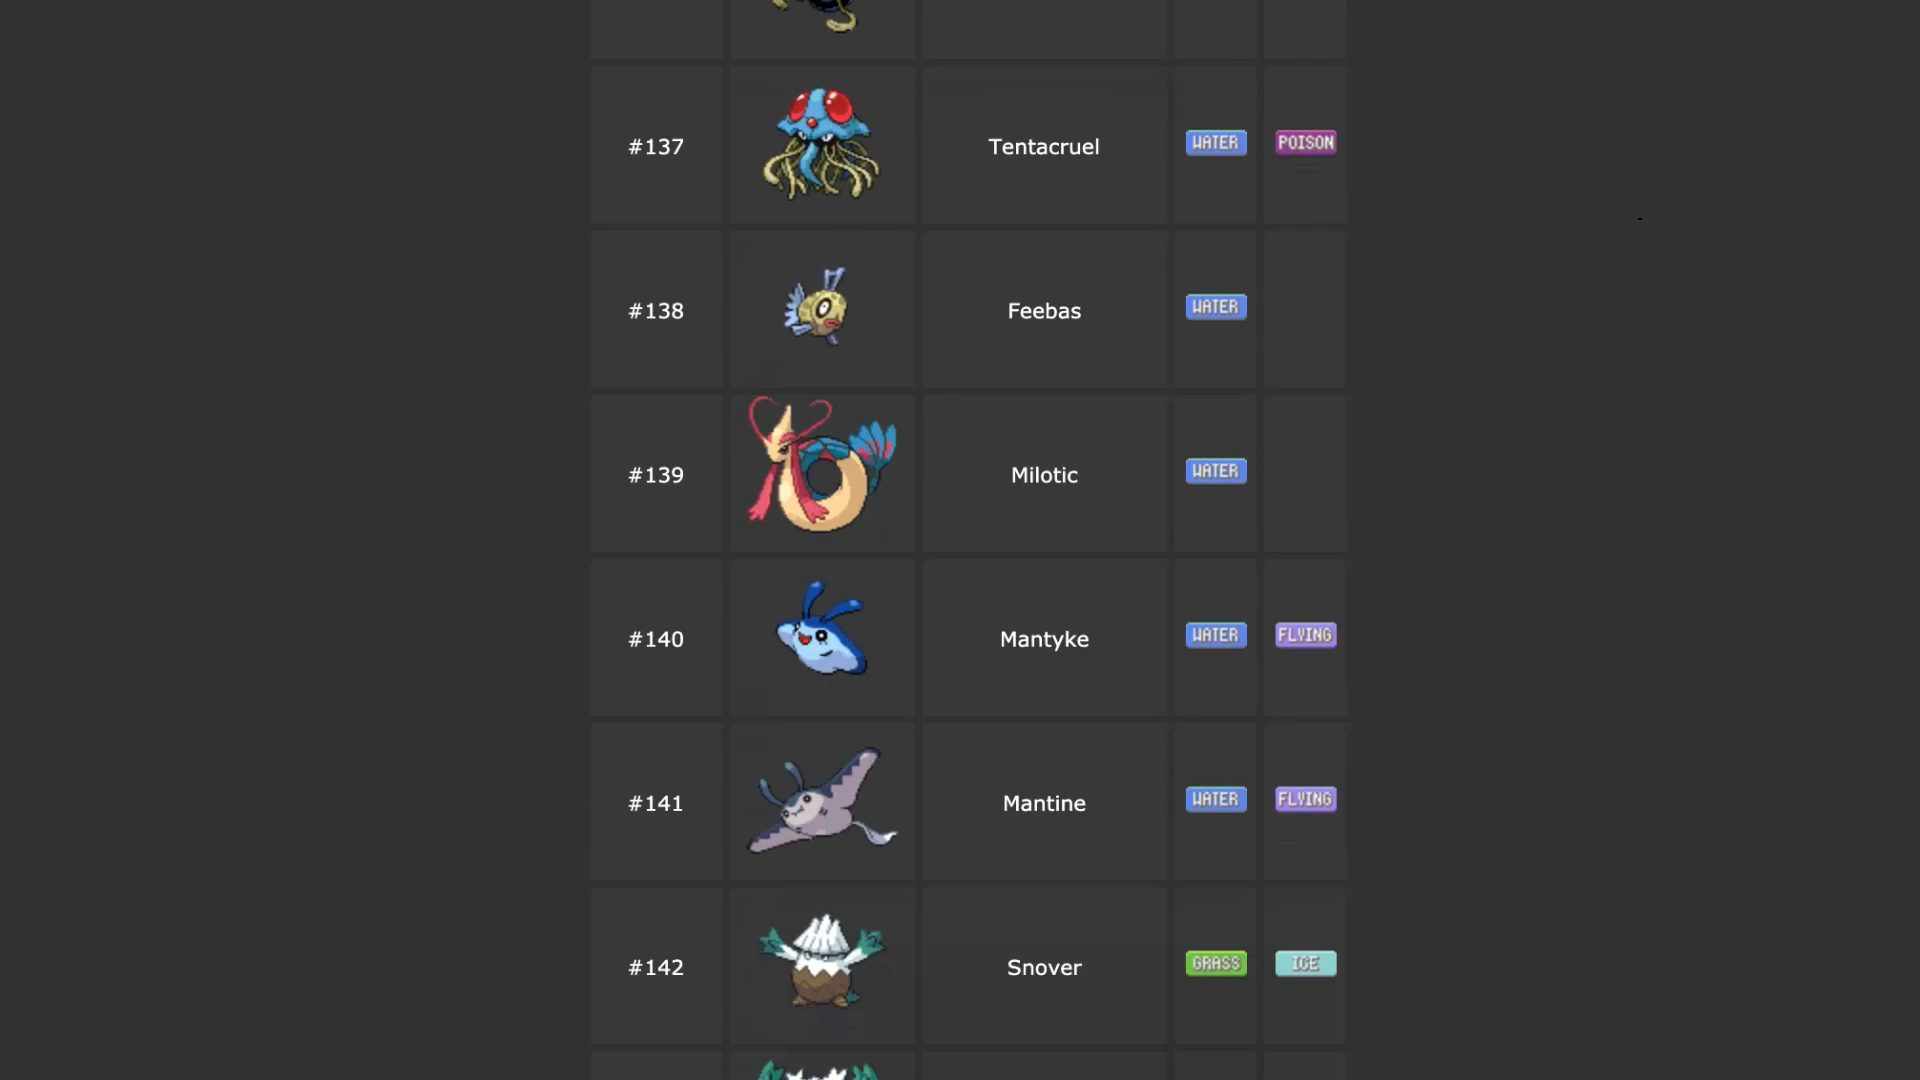 #137 Tentacruel WATER POISON
#138 Feebas WATER
#139 Milotic WATER
#140 Mantyke WATER FLYING
#141 Mantine WATER FLYING
#142 Snover GRASS ICE